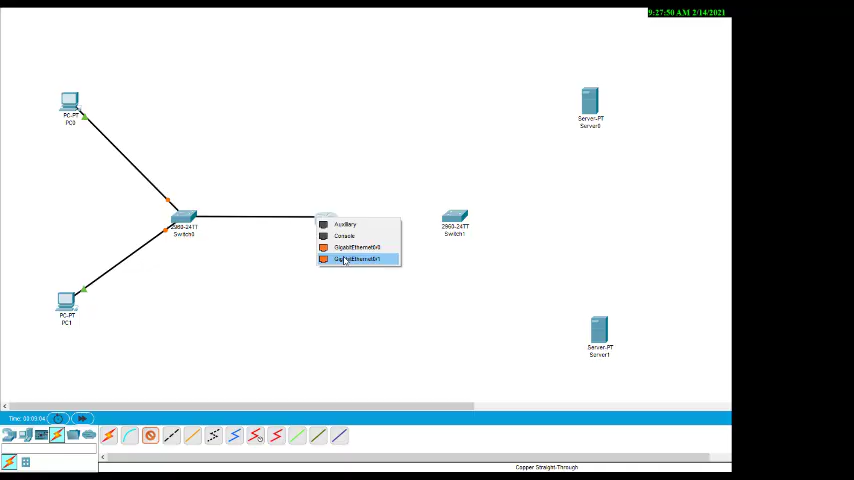 9:27:50 AM 2/14/2021
PC-PT
PC0
Server-PT
Server0
2960-24TT
Switch0
Auxiliary
Console
GigabitEthernet0/0
GigabitEthernet0/1
2960-24TT
Switch1
PC-PT
PC1
Server-PT
Server1
Time: 00:09:04
Copper Straight-Through